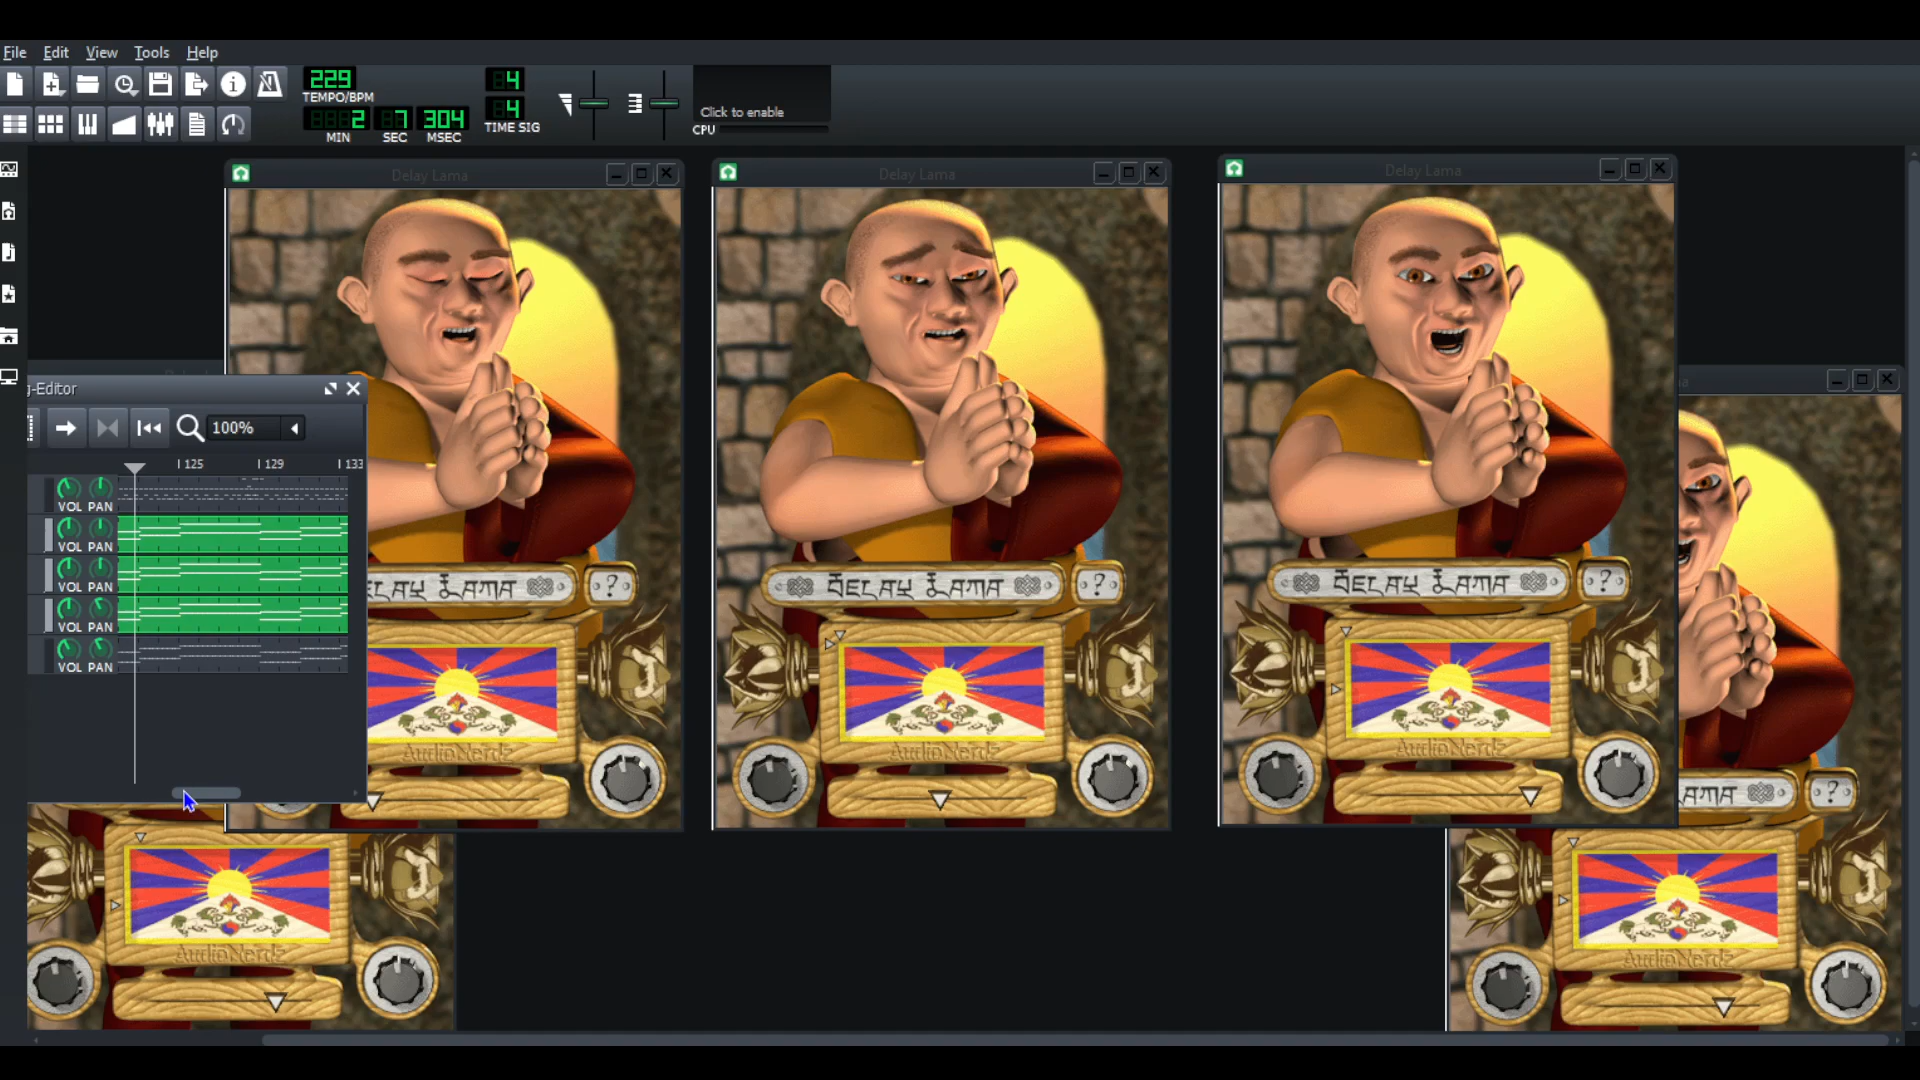 File Edit View Tools Help
229
TEMPO/BPM
2 7 304
MIN SEC MSEC
4
4
TIME SIG
Click to enable
CPU
Delay Lama
Delay Lama
Delay Lama
g-Editor
100%
125 129 133
VOL PAN
VOL PAN
VOL PAN
VOL PAN
VOL PAN
ELAY LAMA ?
DELAY LAMA ?
DELAY LAMA ?
AMA ?
AudioNerdz
AudioNerdz
AudioNerdz
AudioNerdz
AudioNerdz